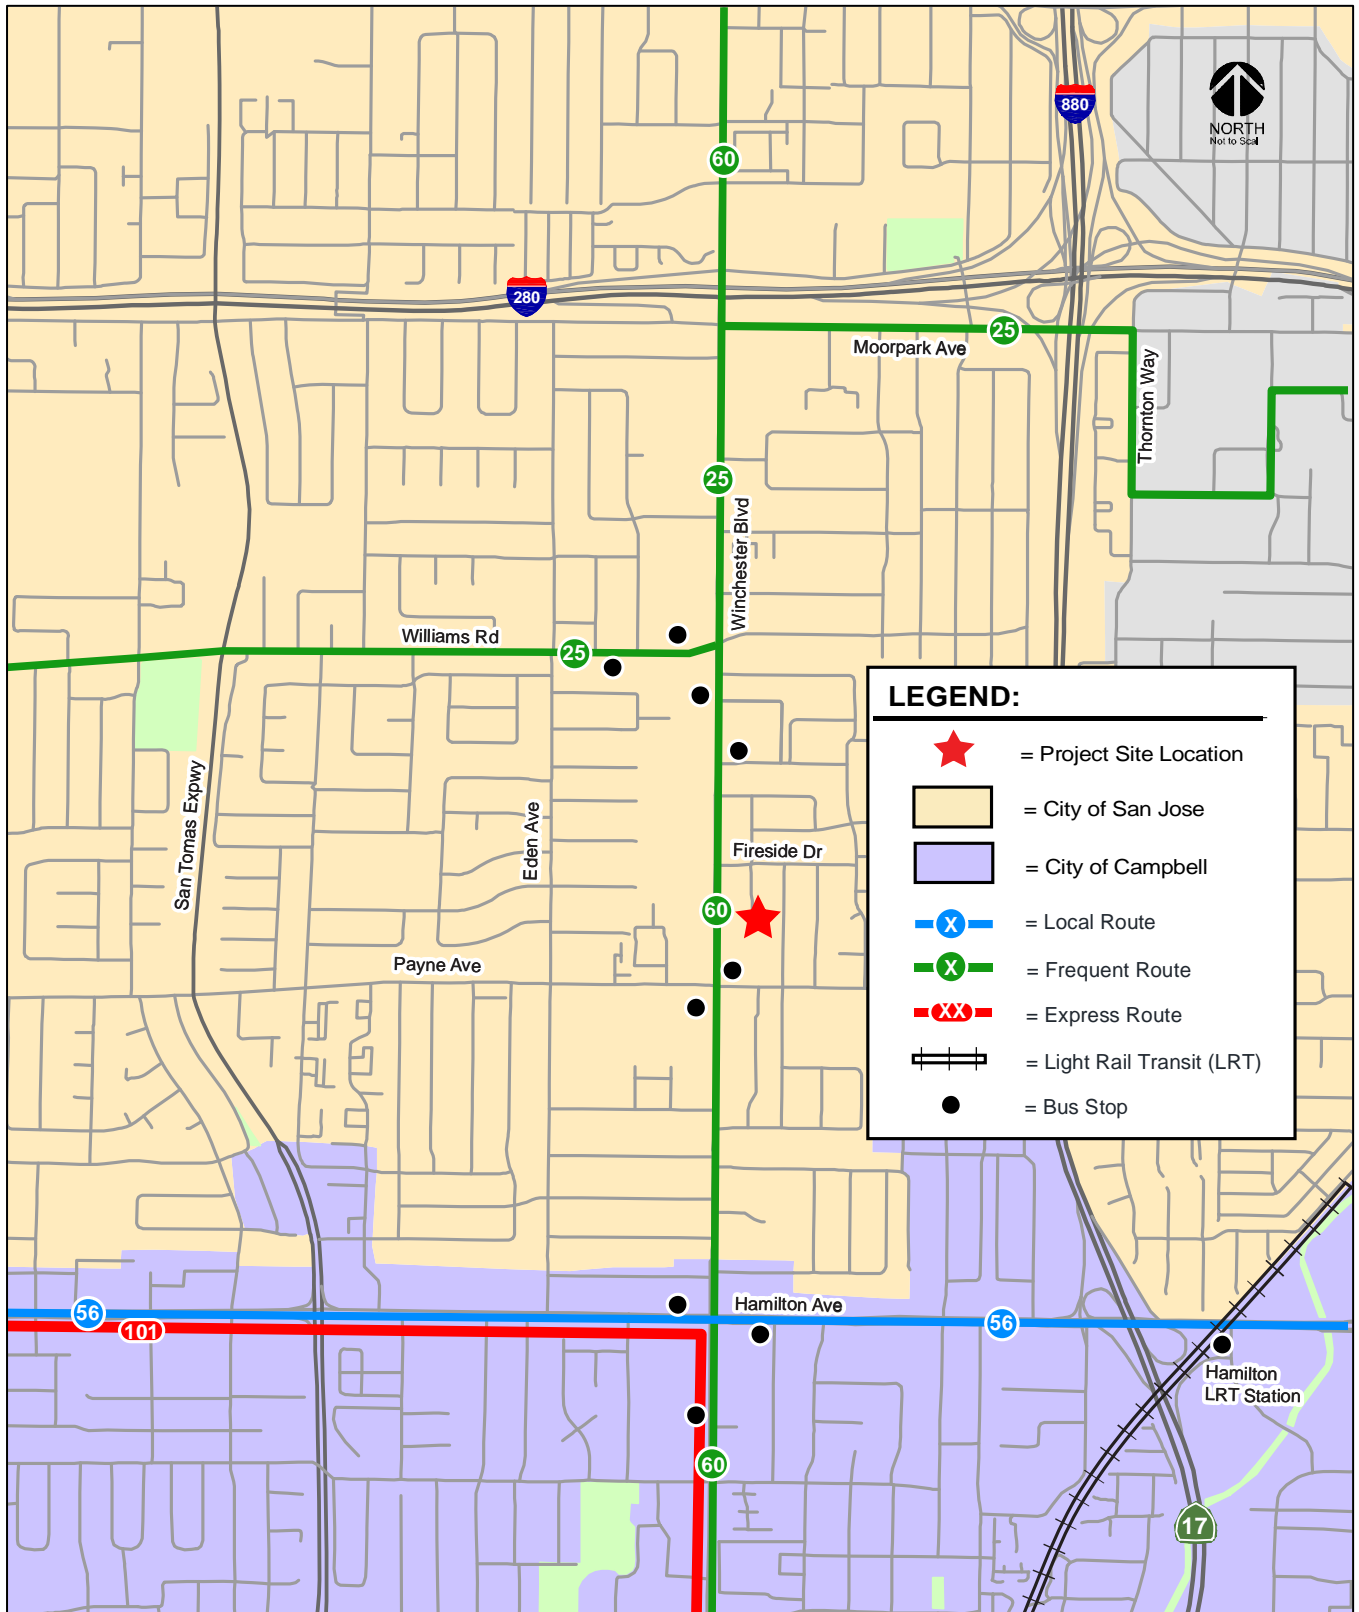 880
NORTH
Not to Scal
60
280
25
Moorpark Ave
Thornton Way
25
Winchester Blvd
Williams Rd
25
LEGEND:
= Project Site Location
= City of San Jose
= City of Campbell
X = Local Route
X = Frequent Route
XX = Express Route
= Light Rail Transit (LRT)
= Bus Stop
San Tomas Expwy
Eden Ave
Fireside Dr
60
Payne Ave
Hamilton Ave
56
101
56
Hamilton
LRT Station
60
17